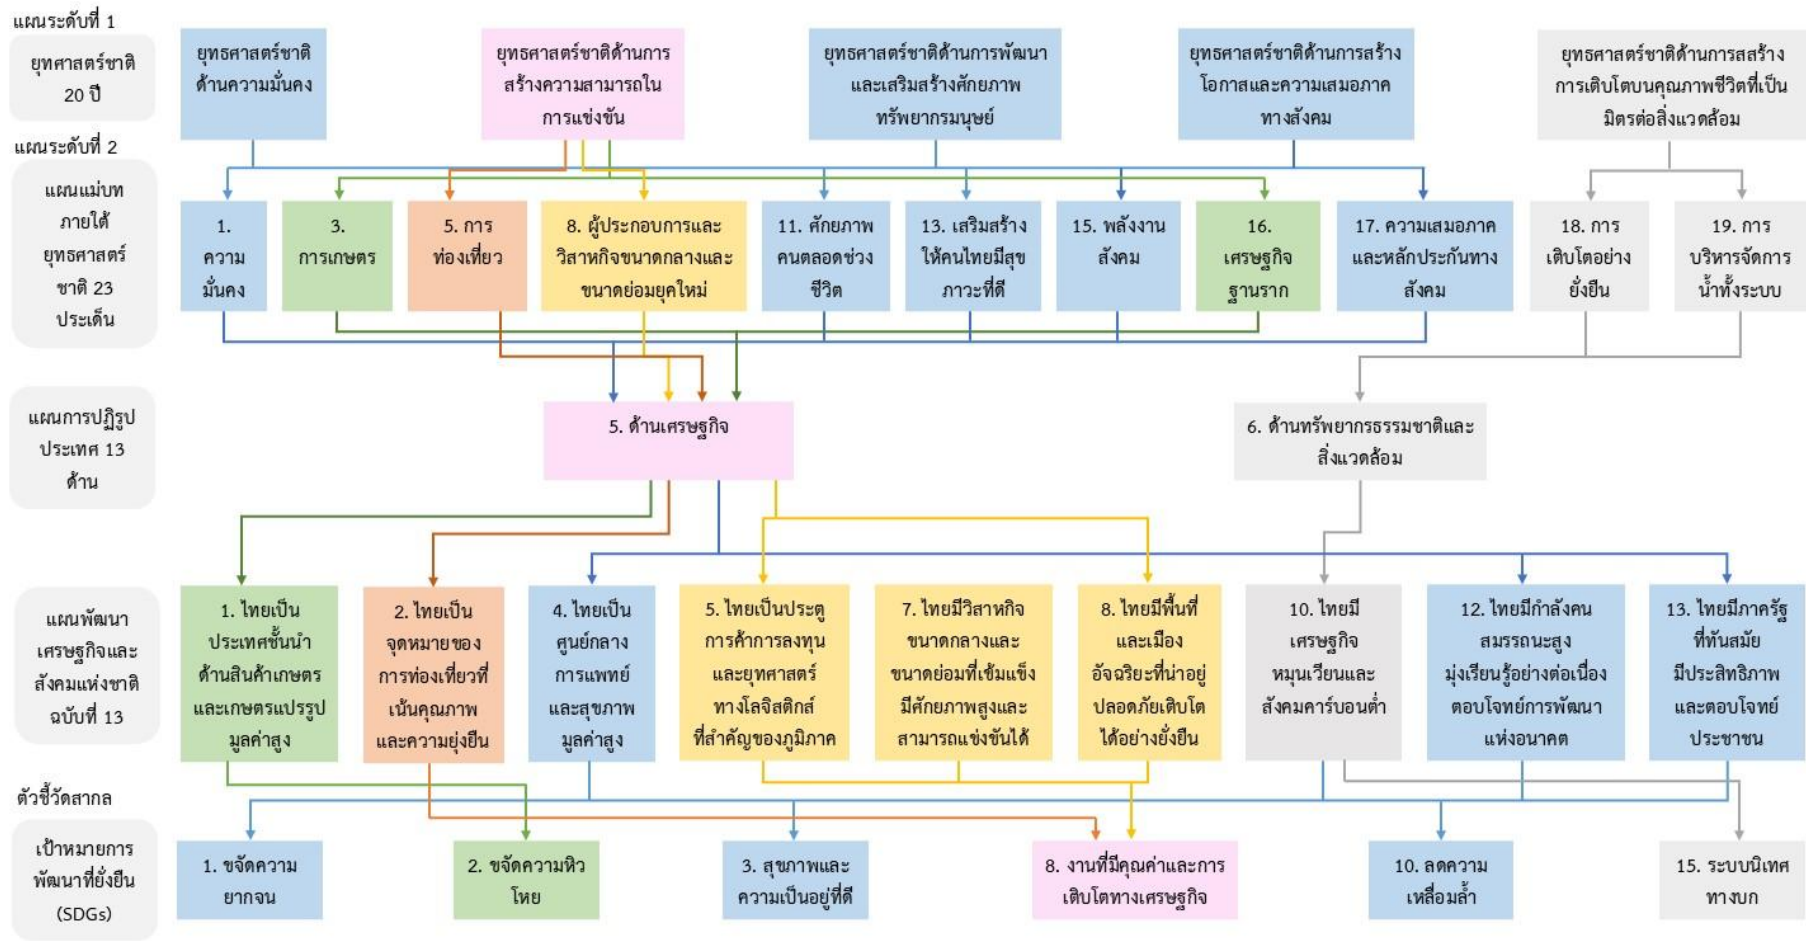 แผนระดับที่ 1
ยุทศาสตร์ชาติ
20 ปี
ยุทธศาสตร์ชาติ
ด้านความมั่นคง
ยุทธศาสตร์ชาติด้านการ
สร้างความสามารถใน
การแข่งขัน
ยุทธศาสตร์ชาติด้านการพัฒนา
และเสริมสร้างศักยภาพ
ทรัพยากรมนุษย์
ยุทธศาสตร์ชาติด้านการสร้าง
โอกาสและความเสมอภาค
ทางสังคม
ยุทธศาสตร์ชาติด้านการสสร้าง
การเติบโตบนคุณภาพชีวิตที่เป็น
มิตรต่อสิ่งแวดล้อม
แผนระดับที่ 2
แผนแม่บท
ภายใต้
ยุทธศาสตร์
ชาติ 23
ประเด็น
1.
ความ
มั่นคง
3.
การเกษตร
5. การ
ท่องเที่ยว
8. ผู้ประกอบการและ
วิสาหกิจขนาดกลางและ
ขนาดย่อมยุคใหม่
11. ศักยภาพ
คนตลอดช่วง
ชีวิต
13. เสริมสร้าง
ให้คนไทยมีสุข
ภาวะที่ดี
15. พลังงาน
สังคม
16.
เศรษฐกิจ
ฐานราก
17. ความเสมอภาค
และหลักประกันทาง
สังคม
18. การ
เติบโตอย่าง
ยั่งยืน
19. การ
บริหารจัดการ
น้ำทั้งระบบ
แผนการปฏิรูป
ประเทศ 13
ด้าน
5. ด้านเศรษฐกิจ
6. ด้านทรัพยากรธรรมชาติและ
สิ่งแวดล้อม
แผนพัฒนา
เศรษฐกิจและ
สังคมแห่งชาติ
ฉบับที่ 13
1. ไทยเป็น
ประเทศชั้นนำ
ด้านสินค้าเกษตร
และเกษตรแปรรูป
มูลค่าสูง
2. ไทยเป็น
จุดหมายของ
การท่องเที่ยวที่
เน้นคุณภาพ
และความยั่งยืน
4. ไทยเป็น
ศูนย์กลาง
การแพทย์
และสุขภาพ
มูลค่าสูง
5. ไทยเป็นประตู
การค้าการลงทุน
และยุทศาสตร์
ทางโลจิสติกส์
ที่สำคัญของภูมิภาค
7. ไทยมีวิสาหกิจ
ขนาดกลางและ
ขนาดย่อมที่เข้มแข็ง
มีศักยภาพสูงและ
สามารถแข่งขันได้
8. ไทยมีพื้นที่
และเมือง
อัจฉริยะที่น่าอยู่
ปลอดภัยเติบโต
ได้อย่างยั่งยืน
10. ไทยมี
เศรษฐกิจ
หมุนเวียนและ
สังคมคาร์บอนต่ำ
12. ไทยมีกำลังคน
สมรรถนะสูง
มุ่งเรียนรู้อย่างต่อเนื่อง
ตอบโจทย์การพัฒนา
แห่งอนาคต
13. ไทยมีภาครัฐ
ที่ทันสมัย
มีประสิทธิภาพ
และตอบโจทย์
ประชาชน
ตัวชี้วัดสากล
เป้าหมายการ
พัฒนาที่ยั่งยืน
(SDGs)
1. ขจัดความ
ยากจน
2. ขจัดความหิว
โหย
3. สุขภาพและ
ความเป็นอยู่ที่ดี
8. งานที่มีคุณค่าและการ
เติบโตทางเศรษฐกิจ
10. ลดความ
เหลื่อมล้ำ
15. ระบบนิเทศ
ทางบก